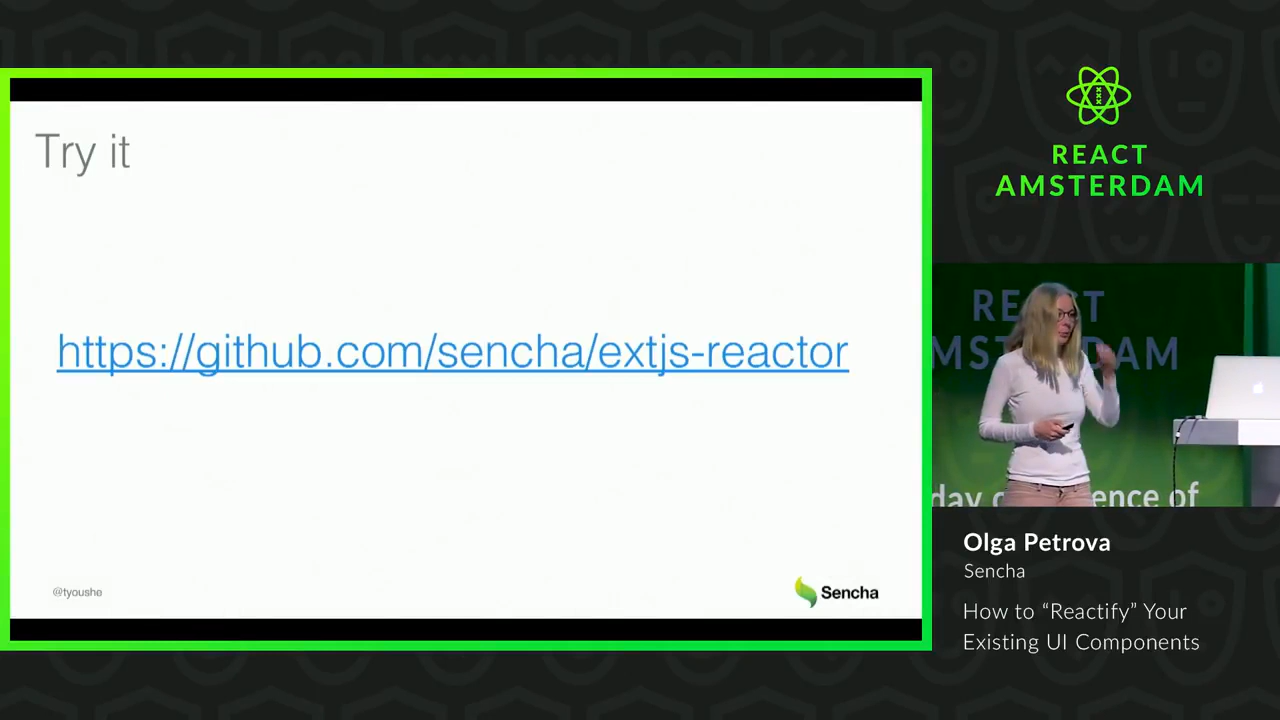 Try it
https://github.com/sencha/extjs-reactor
@tyoushe
Sencha
REACT
AMSTERDAM
Olga Petrova
Sencha
How to “Reactify” Your
Existing UI Components